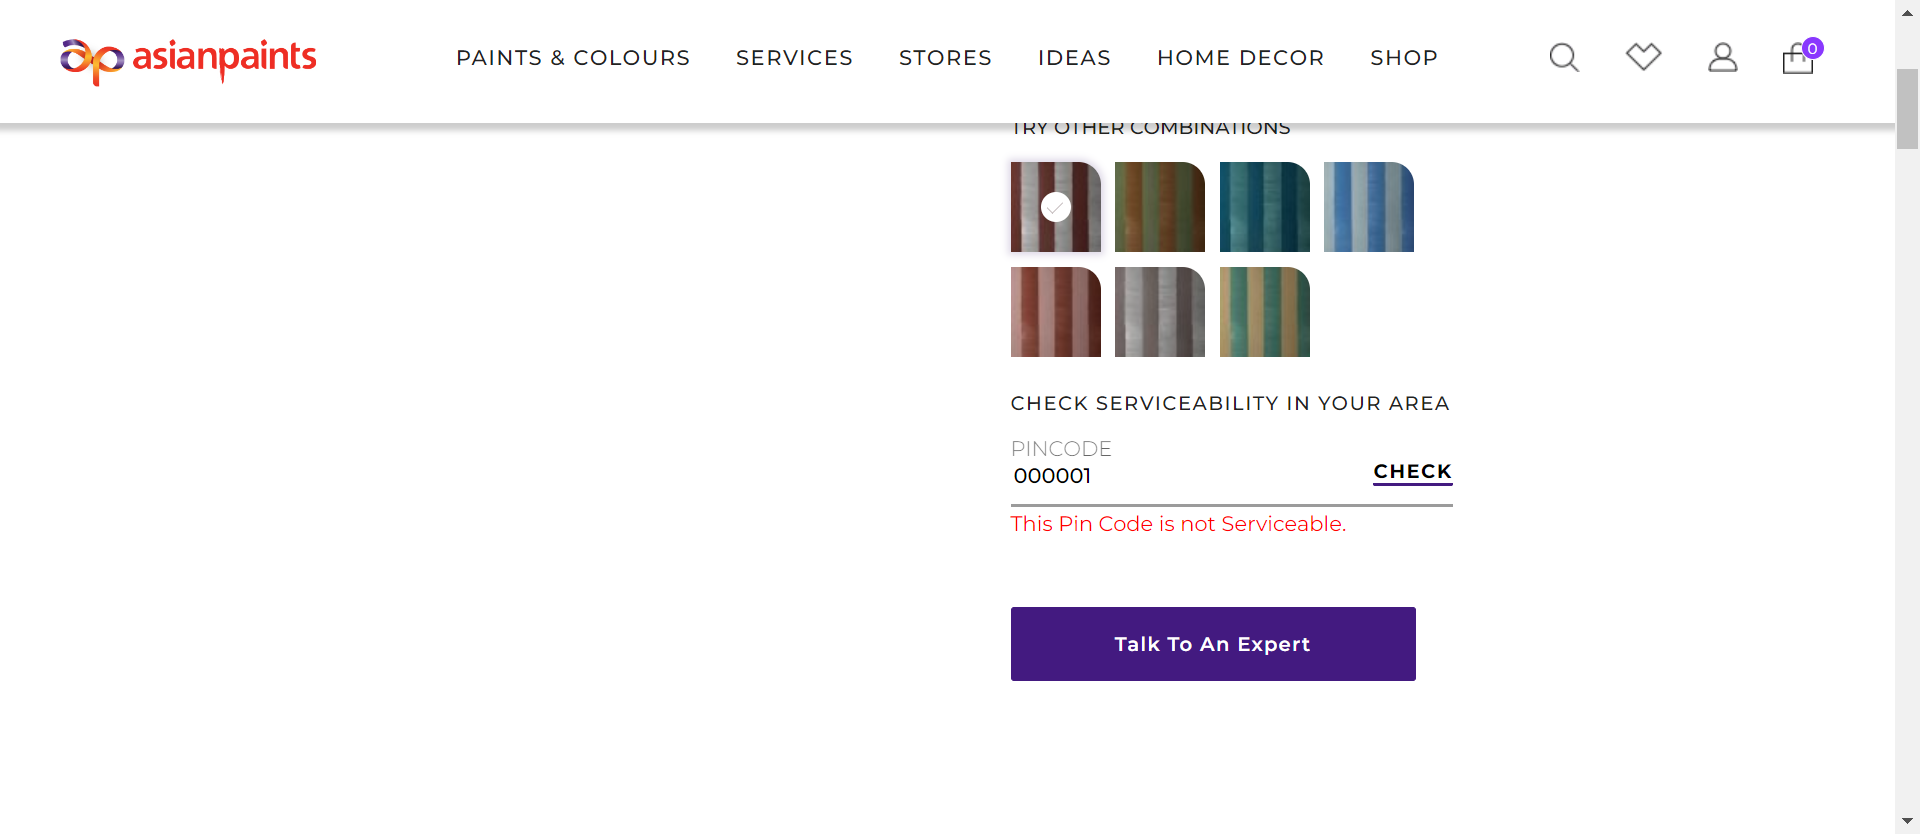 asianpaints
PAINTS & COLOURS SERVICES STORES IDEAS HOME DECOR SHOP
0
TRY OTHER COMBINATIONS
CHECK SERVICEABILITY IN YOUR AREA
PINCODE
000001
CHECK
This Pin Code is not Serviceable.
Talk To An Expert